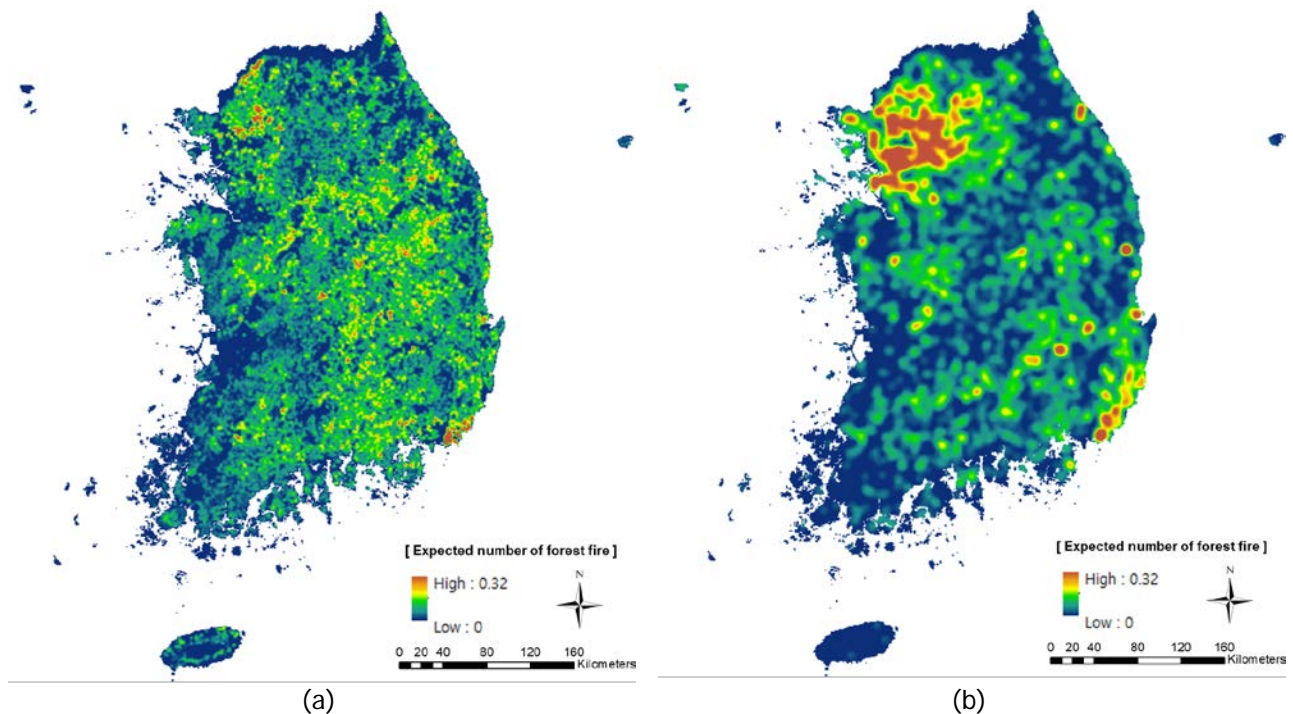 [ Expected number of forest fire ]
High : 0.32
Low : 0
N
0 20 40 80 120 160
Kilometers
(a)
[ Expected number of forest fire ]
High : 0.32
Low : 0
N
0 20 40 80 120 160
Kilometers
(b)